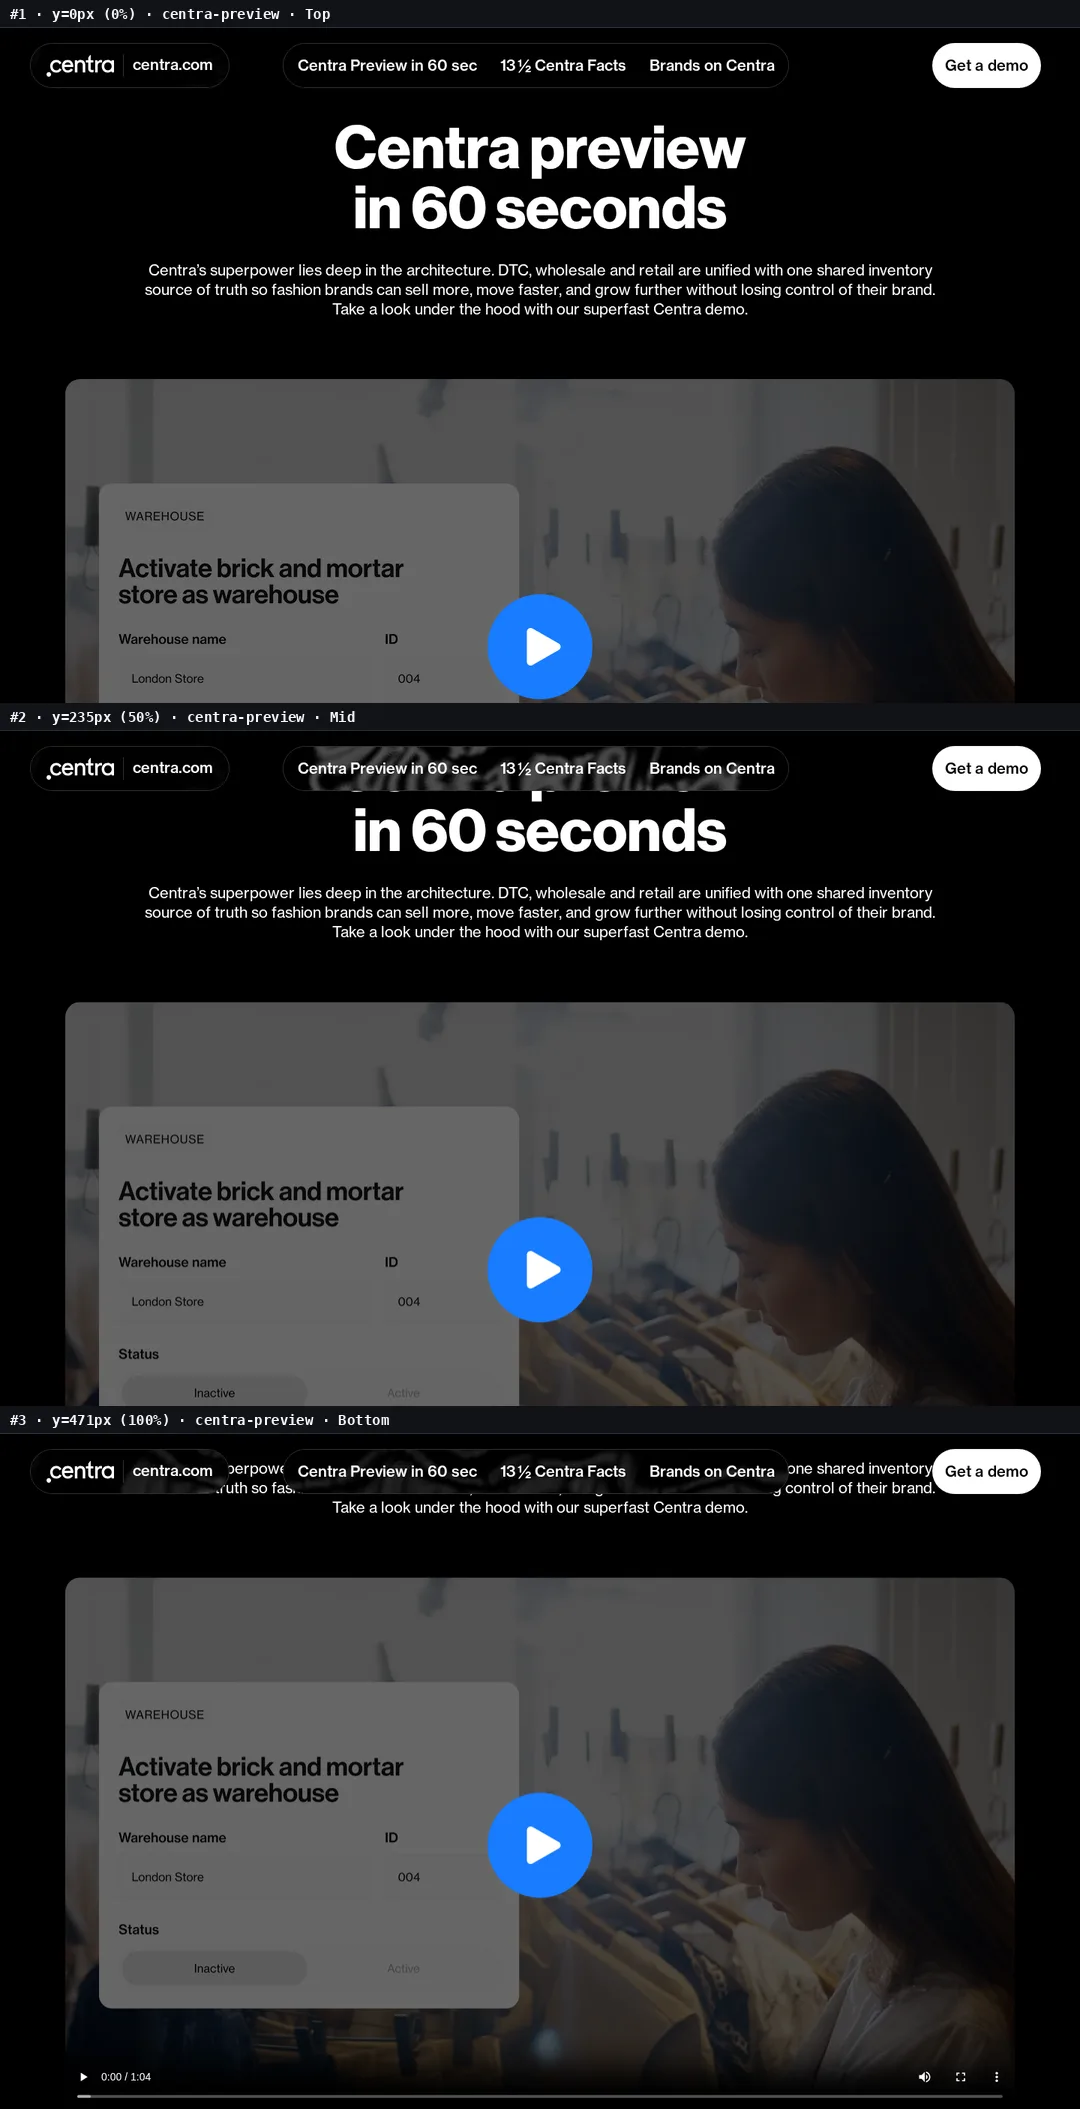 #1 · y=0px (0%) · centra-preview · Top
centra
centra.com
Centra Preview in 60 sec
13½ Centra Facts
Brands on Centra
Get a demo
Centra preview
in 60 seconds
Centra's superpower lies deep in the architecture. DTC, wholesale and retail are unified with one shared inventory
source of truth so fashion brands can sell more, move faster, and grow further without losing control of their brand.
Take a look under the hood with our superfast Centra demo.
WAREHOUSE
Activate brick and mortar
store as warehouse
Warehouse name
ID
London Store
004
#2 · y=235px (50%) · centra-preview · Mid
centra
centra.com
Centra Preview in 60 sec
13½ Centra Facts
Brands on Centra
Get a demo
in 60 seconds
Centra's superpower lies deep in the architecture. DTC, wholesale and retail are unified with one shared inventory
source of truth so fashion brands can sell more, move faster, and grow further without losing control of their brand.
Take a look under the hood with our superfast Centra demo.
WAREHOUSE
Activate brick and mortar
store as warehouse
Warehouse name
ID
London Store
004
Status
Inactive
Active
#3 · y=471px (100%) · centra-preview · Bottom
centra
centra.com
Centra Preview in 60 sec
13½ Centra Facts
Brands on Centra
Get a demo
one shared inventory
control of their brand.
Take a look under the hood with our superfast Centra demo.
WAREHOUSE
Activate brick and mortar
store as warehouse
Warehouse name
ID
London Store
004
Status
Inactive
Active
0:00 / 1:04